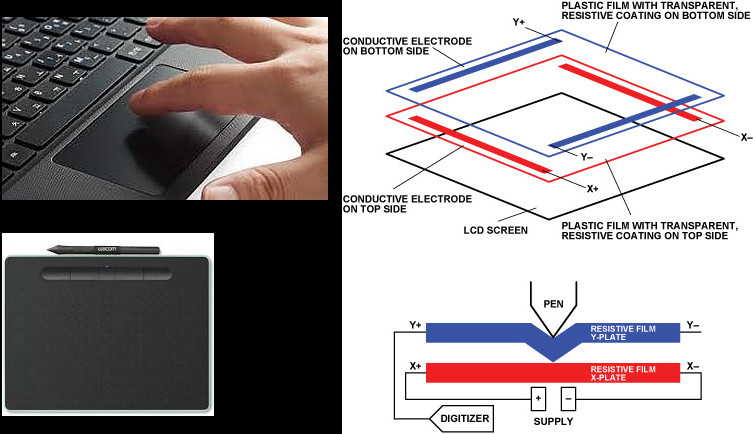 wacom
PLASTIC FILM WITH TRANSPARENT,
RESISTIVE COATING ON BOTTOM SIDE
Y+
CONDUCTIVE ELECTRODE
ON BOTTOM SIDE
X–
Y–
X+
CONDUCTIVE ELECTRODE
ON TOP SIDE
LCD SCREEN
PLASTIC FILM WITH TRANSPARENT,
RESISTIVE COATING ON TOP SIDE
PEN
Y+
RESISTIVE FILM
Y-PLATE
Y–
X+
RESISTIVE FILM
X-PLATE
X–
+
–
DIGITIZER
SUPPLY